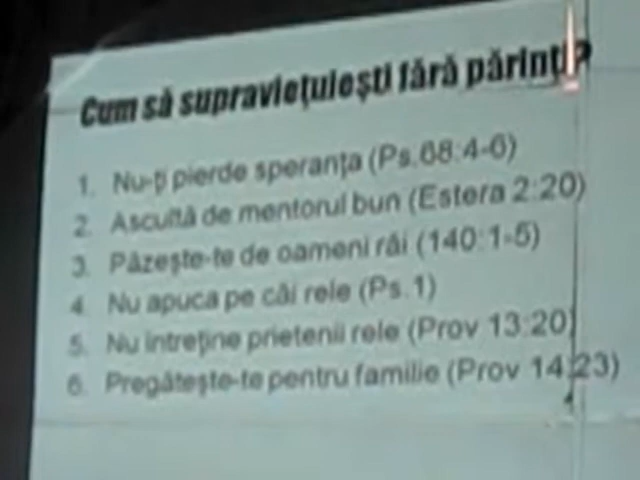 Cum să supraviețuiești fără părinți?
1. Nu-ți pierde speranța (Ps.68:4-6)
2. Ascultă de mentorul bun (Estera 2:20)
3. Păzește-te de oameni răi (140:1-5)
4. Nu apuca pe căi rele (Ps.1)
5. Nu întreține prietenii rele (Prov 13:20)
6. Pregătește-te pentru familie (Prov 14:23)